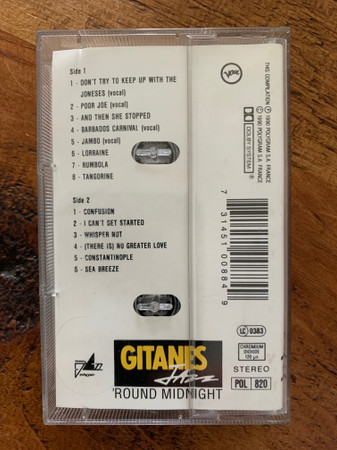 Side 1
1 - DON'T TRY TO KEEP UP WITH THE
JONESES (vocal)
2 - POOR JOE (vocal)
3 - AND THEN SHE STOPPED
4 - BARBADOS CARNIVAL (vocal)
5 - JAMBO (vocal)
6 - LORRAINE
7 - RUMBOLA
8 - TANGORINE
Side 2
1 - CONFUSION
2 - I CAN'T GET STARTED
3 - WHISPER NOT
4 - (THERE IS) NO GREATER LOVE
5 - CONSTANTINOPLE
6 - SEA BREEZE
GITANES
Jazz
'ROUND MIDNIGHT
Verve
THIS COMPILATION ℗ 1990 POLYGRAM S.A. FRANCE
© 1990 POLYGRAM S.A. FRANCE
DOLBY SYSTEM
7 31451 00884 9
LC 0383
CHROMIUM
DIOXIDE
120 µs
STEREO
POL 820